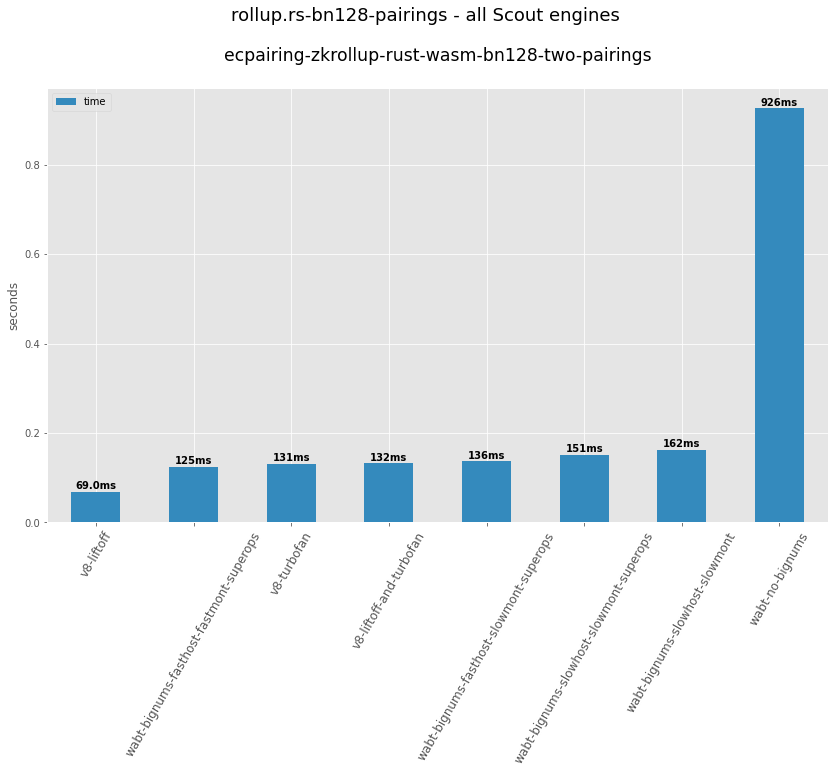 rollup.rs-bn128-pairings - all Scout engines
ecpairing-zkrollup-rust-wasm-bn128-two-pairings
time
seconds
0.8
0.6
0.4
0.2
0.0
69.0ms
125ms
131ms
132ms
136ms
151ms
162ms
926ms
v8-liftoff
wabt-bignums-fasthost-fastmont-superops
v8-turbofan
v8-liftoff-and-turbofan
wabt-bignums-fasthost-slowmont-superops
wabt-bignums-slowhost-slowmont-superops
wabt-bignums-slowhost-slowmont
wabt-no-bignums